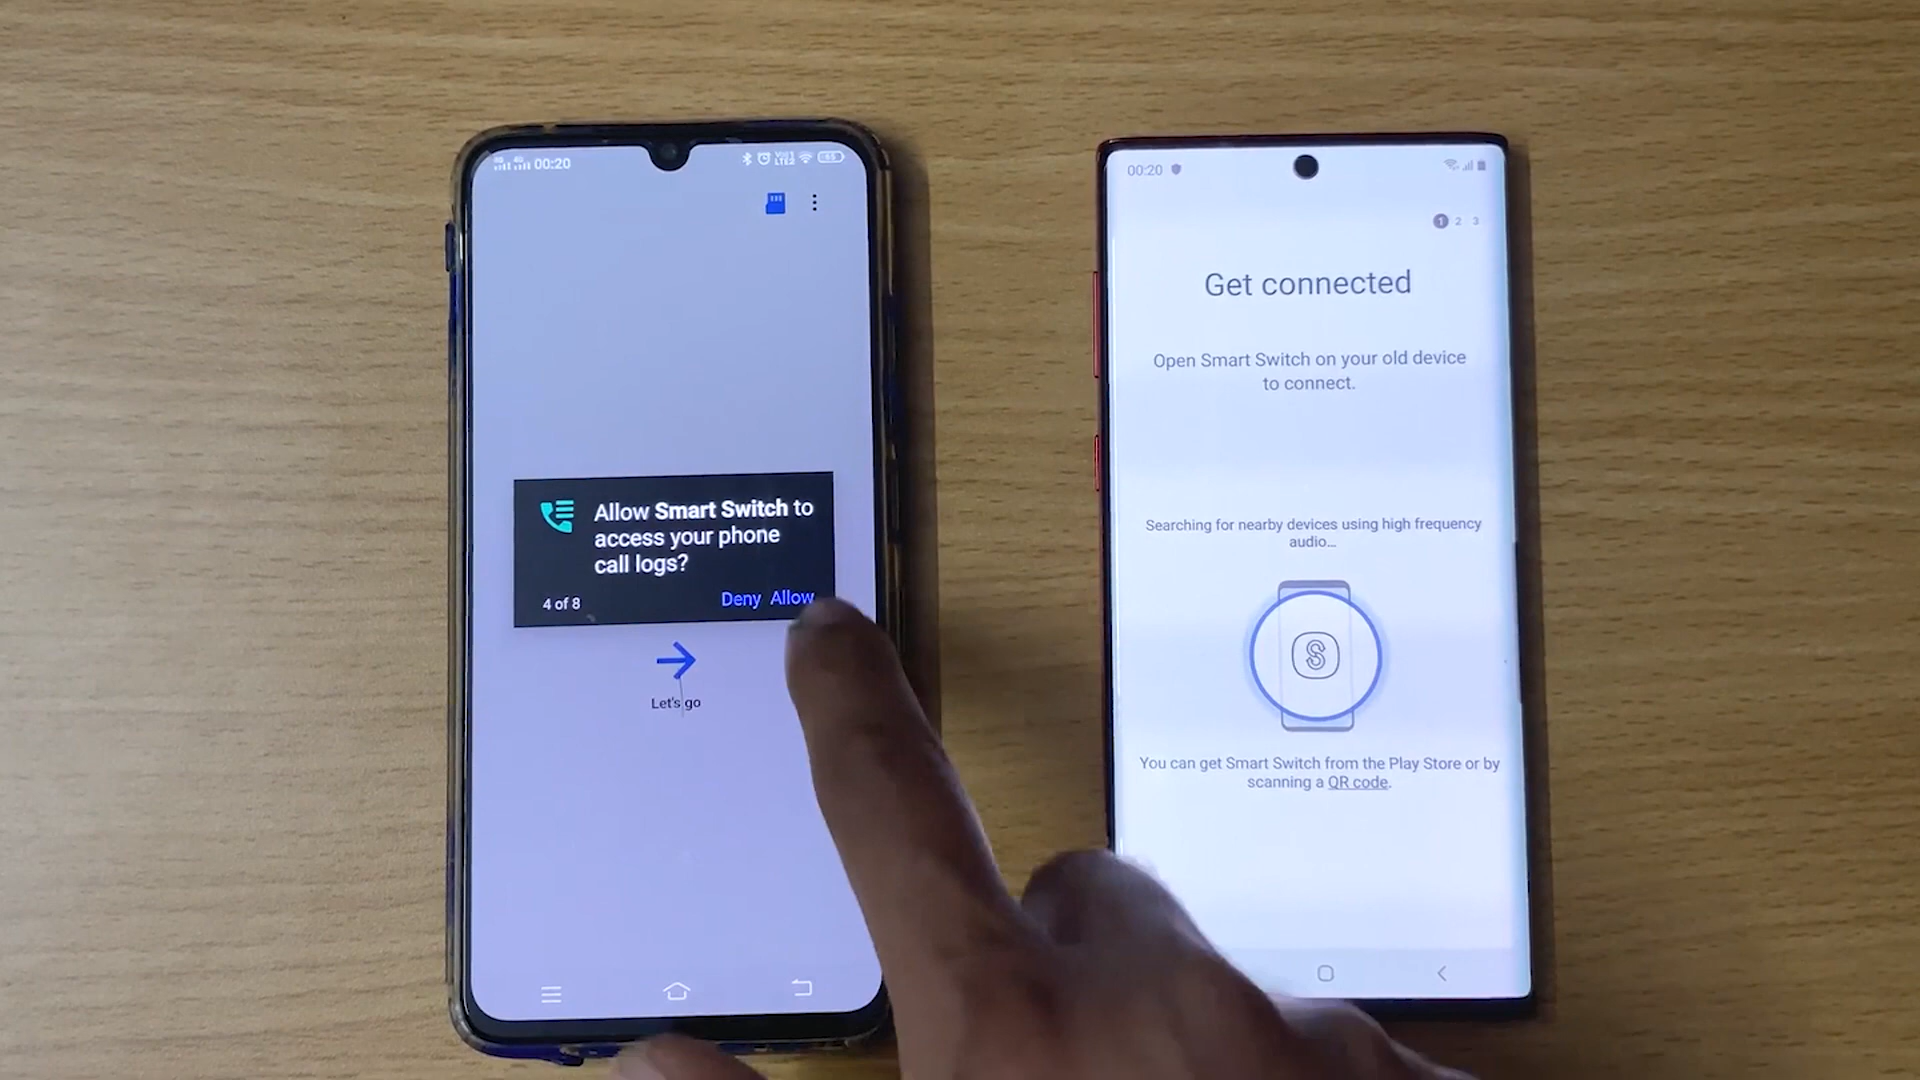 00:20
65
Allow Smart Switch to
access your phone
call logs?
4 of 8
Deny Allow
Let's go
00:20
1 2 3
Get connected
Open Smart Switch on your old device
to connect.
Searching for nearby devices using high frequency
audio...
S
You can get Smart Switch from the Play Store or by
scanning a QR code.